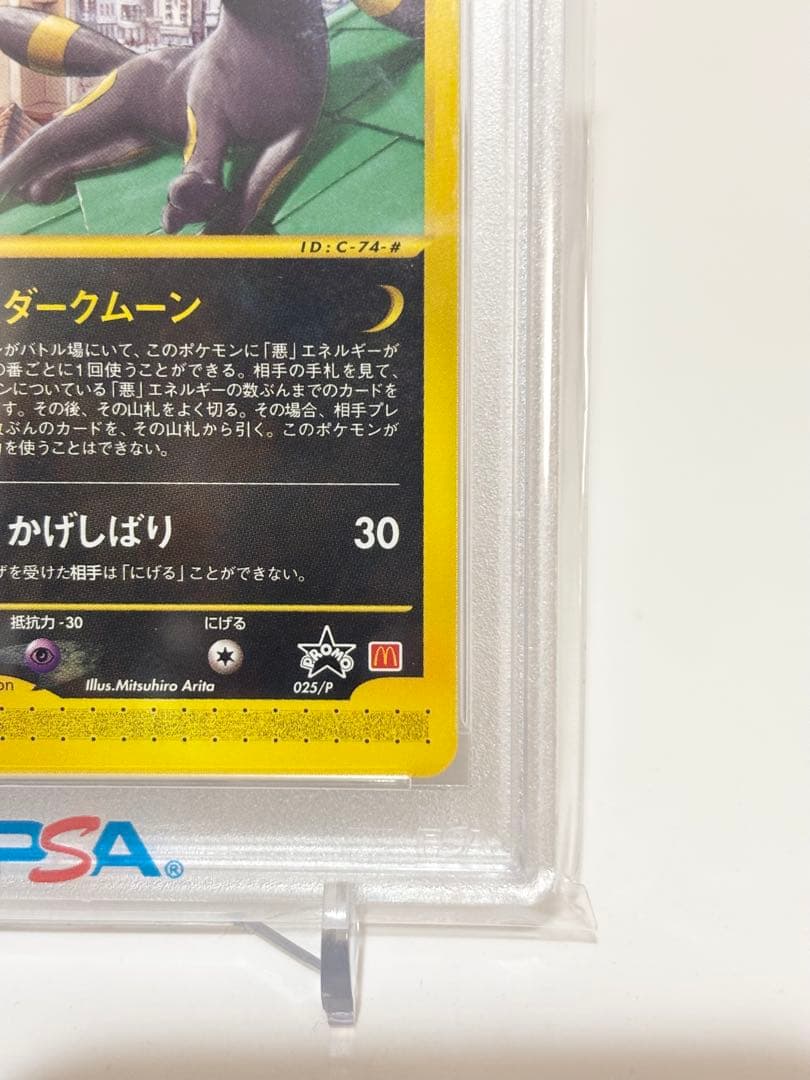 ID:C-74-#
ダークムーン
がバトル場にいて、このポケモンに「悪」エネルギーが
の番ごとに1回使うことができる。相手の手札を見て、
ンについている「悪」エネルギーの数ぶんまでのカードを
す。その後、その山札をよく切る。その場合、相手プレ
ぶんのカードを、その山札から引く。このポケモンが
を使うことはできない。
かげしばり 30
を受けた相手は「にげる」ことができない。
抵抗力-30 にげる
PROMO
on Illus.Mitsuhiro Arita 025/P
PSA®